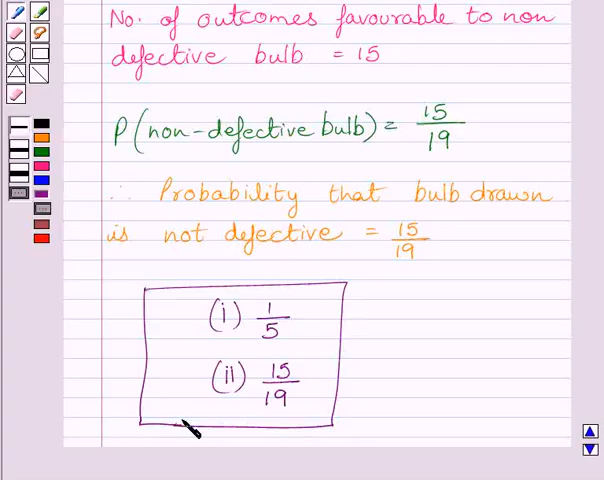 No. of outcomes favourable to non
defective bulb = 15
P(non-defective bulb) = 15/19
∴ Probability that bulb drawn
is not defective = 15/19
(i) 1/5
(ii) 15/19